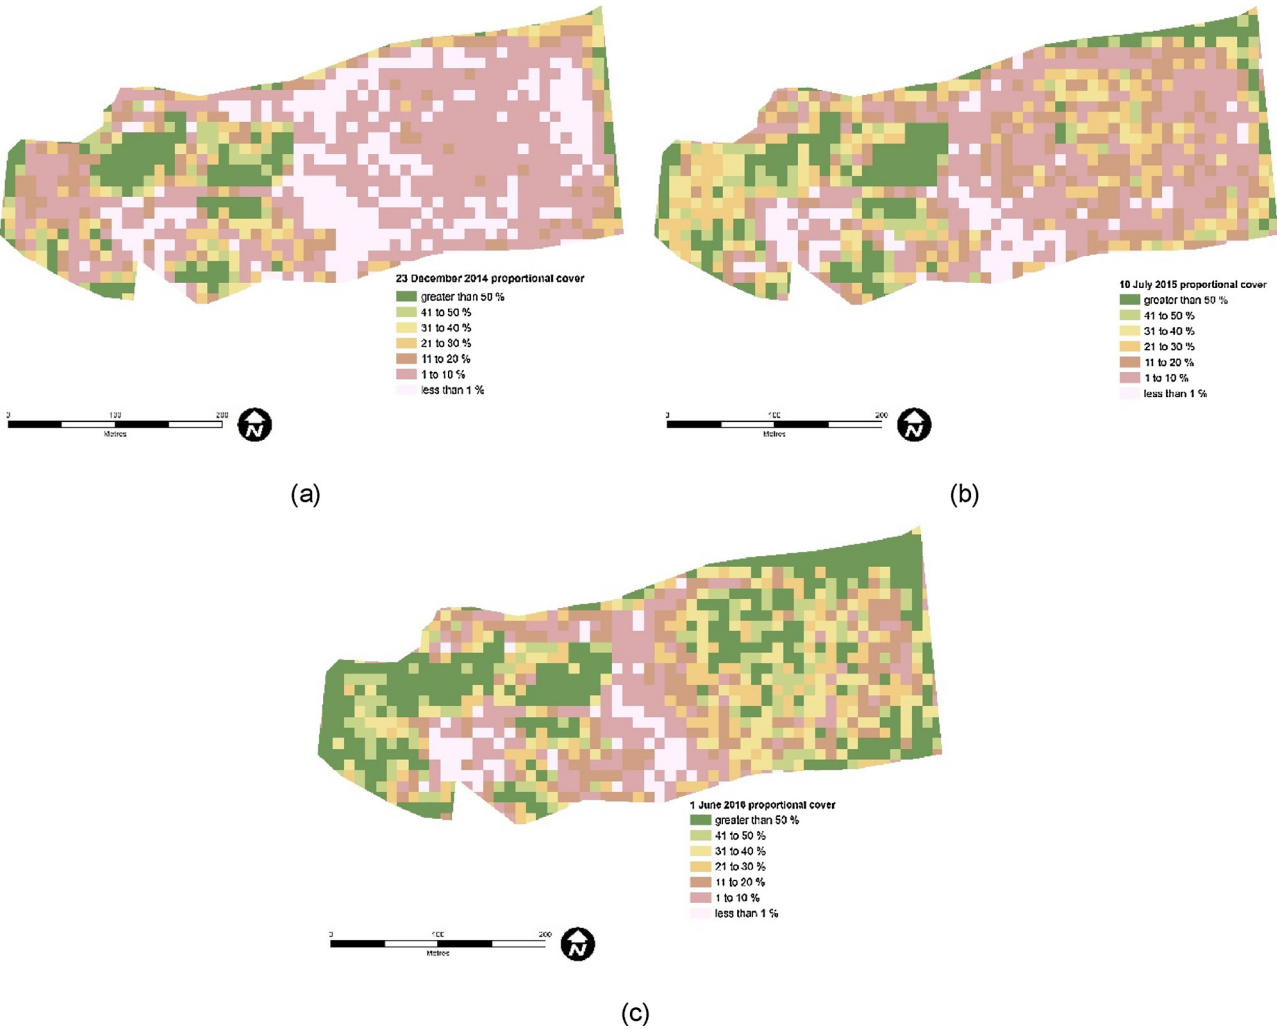 23 December 2014 proportional cover
greater than 50 %
41 to 50 %
31 to 40 %
21 to 30 %
11 to 20 %
1 to 10 %
less than 1 %
0 100 200
Metres
N
(a)
10 July 2015 proportional cover
greater than 50 %
41 to 50 %
31 to 40 %
21 to 30 %
11 to 20 %
1 to 10 %
less than 1 %
0 100 200
Metres
N
(b)
1 June 2016 proportional cover
greater than 50 %
41 to 50 %
31 to 40 %
21 to 30 %
11 to 20 %
1 to 10 %
less than 1 %
0 100 200
Metres
N
(c)